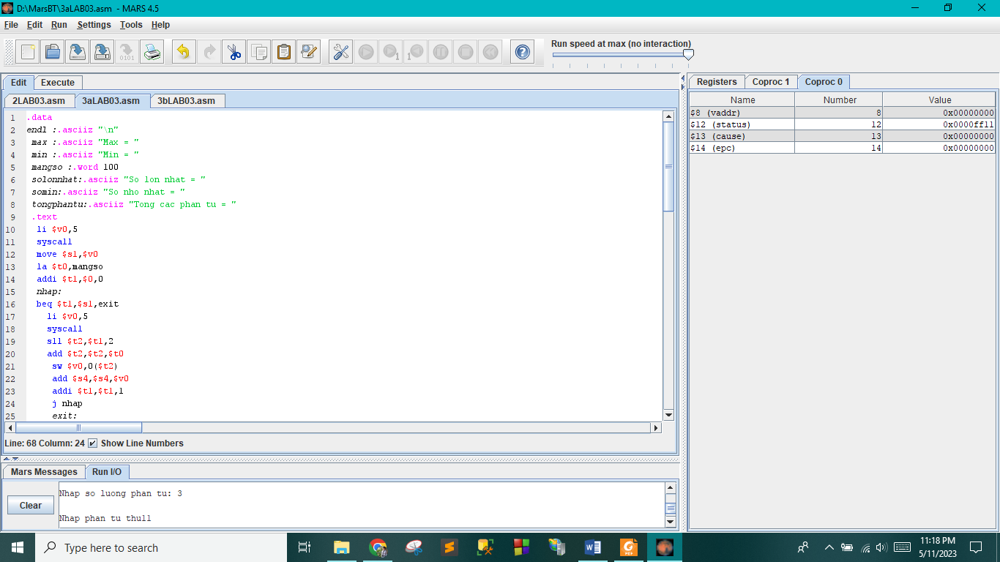 D:\MarsBT\3aLAB03.asm - MARS 4.5
File Edit Run Settings Tools Help
Run speed at max (no interaction)
Edit Execute
2LAB03.asm 3aLAB03.asm 3bLAB03.asm
1 .data
2 endl :.asciiz "\n"
3 max :.asciiz "Max = "
4 min :.asciiz "Min = "
5 mangso :.word 100
6 solonnhat:.asciiz "So lon nhat = "
7 somin:.asciiz "So nho nhat = "
8 tongphantu:.asciiz "Tong cac phan tu = "
9 .text
10 li $v0,5
11 syscall
12 move $s1,$v0
13 la $t0,mangso
14 addi $t1,$0,0
15 nhap:
16 beq $t1,$s1,exit
17 li $v0,5
18 syscall
19 sll $t2,$t1,2
20 add $t2,$t2,$t0
21 sw $v0,0($t2)
22 add $s4,$s4,$v0
23 addi $t1,$t1,1
24 j nhap
25 exit:
Line: 68 Column: 24 Show Line Numbers
Mars Messages Run I/O
Clear
Nhap so luong phan tu: 3
Nhap phan tu thu11
Registers Coproc 1 Coproc 0
Name Number Value
$8 (vaddr) 8 0x00000000
$12 (status) 12 0x0000ff11
$13 (cause) 13 0x00000000
$14 (epc) 14 0x00000000
Type here to search
11:18 PM
5/11/2023